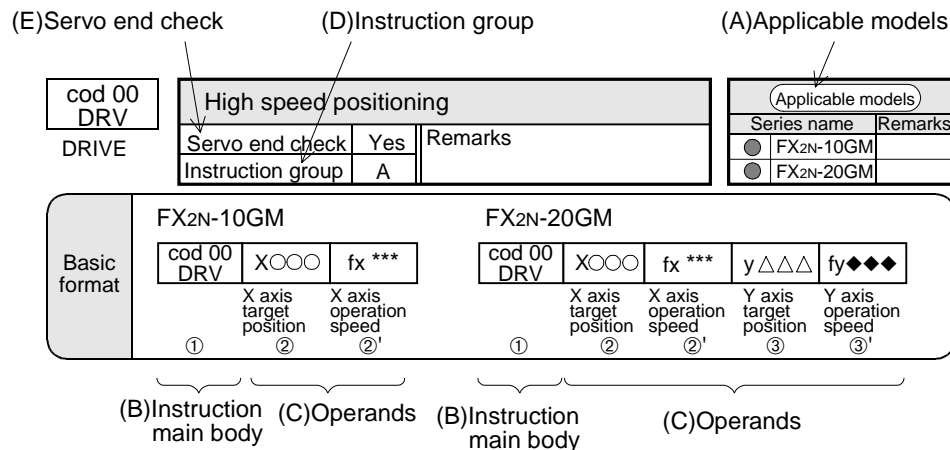 (E)Servo end check (D)Instruction group (A)Applicable models
cod 00
DRV
DRIVE
High speed positioning
Servo end check Yes Remarks
Instruction group A
Applicable models
Series name Remarks
FX2N-10GM
FX2N-20GM
Basic
format
FX2N-10GM
cod 00
DRV
X○○○ fx ***
X axis
target
position
X axis
operation
speed
① ② ②'
FX2N-20GM
cod 00
DRV
X○○○ fx *** y△△△ fy◆◆◆
X axis
target
position
X axis
operation
speed
Y axis
target
position
Y axis
operation
speed
① ② ②' ③ ③'
(B)Instruction
main body
(C)Operands
(B)Instruction
main body
(C)Operands